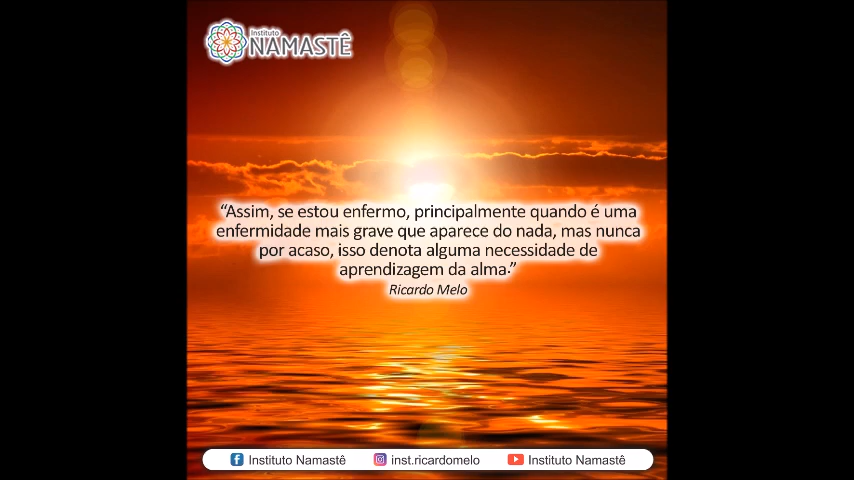 Instituto
NAMASTÊ
“Assim, se estou enfermo, principalmente quando é uma
enfermidade mais grave que aparece do nada, mas nunca
por acaso, isso denota alguma necessidade de
aprendizagem da alma.”
Ricardo Melo
Instituto Namastê inst.ricardomelo Instituto Namastê